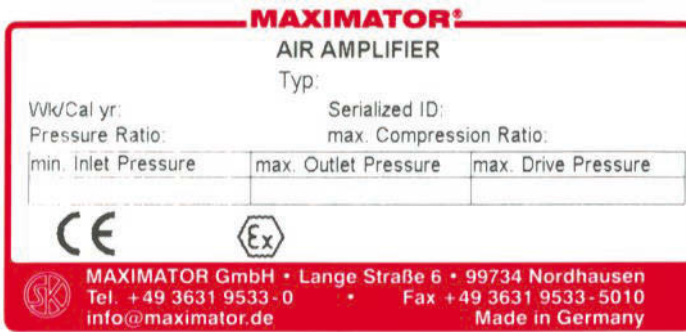 MAXIMATOR®
AIR AMPLIFIER
Typ:
Wk/Cal yr: Serialized ID:
Pressure Ratio: max. Compression Ratio:
min. Inlet Pressure max. Outlet Pressure max. Drive Pressure
CE Ex
MAXIMATOR GmbH • Lange Straße 6 • 99734 Nordhausen
Tel. +49 3631 9533-0 • Fax +49 3631 9533-5010
info@maximator.de Made in Germany